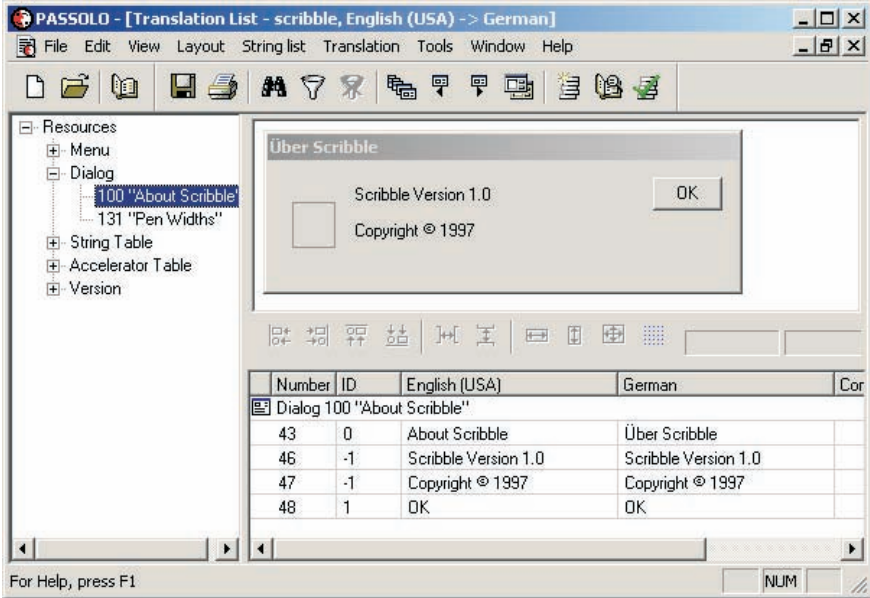 PASSOLO - [Translation List - scribble, English (USA) -> German]
File Edit View Layout String list Translation Tools Window Help
Resources
Menu
Dialog
100 "About Scribble"
131 "Pen Widths"
String Table
Accelerator Table
Version
Über Scribble
Scribble Version 1.0
OK
Copyright © 1997
Number ID English (USA) German Cor
Dialog 100 "About Scribble"
43 0 About Scribble Über Scribble
46 -1 Scribble Version 1.0 Scribble Version 1.0
47 -1 Copyright © 1997 Copyright © 1997
48 1 OK OK
For Help, press F1
NUM